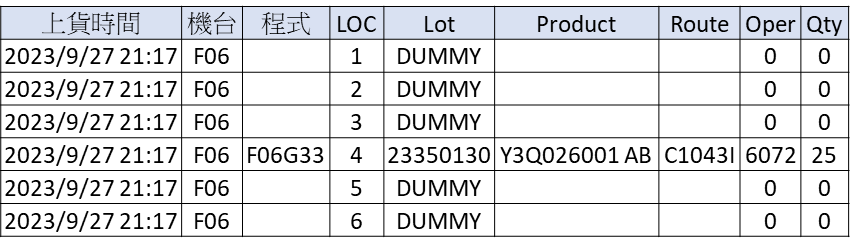 上貨時間 機台 程式 LOC Lot Product Route Oper Qty
2023/9/27 21:17 F06 1 DUMMY 0 0
2023/9/27 21:17 F06 2 DUMMY 0 0
2023/9/27 21:17 F06 3 DUMMY 0 0
2023/9/27 21:17 F06 F06G33 4 23350130 Y3Q026001 AB C1043I 6072 25
2023/9/27 21:17 F06 5 DUMMY 0 0
2023/9/27 21:17 F06 6 DUMMY 0 0